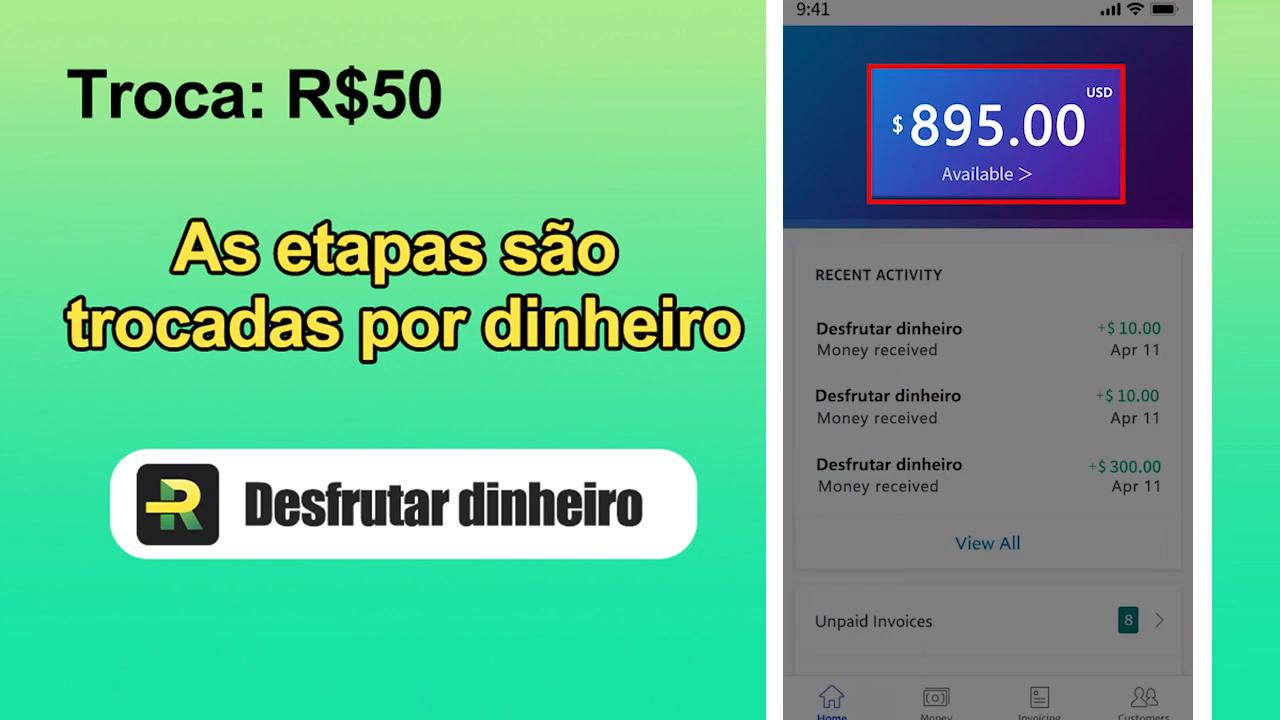 Troca: R$50
As etapas são
trocadas por dinheiro
Desfrutar dinheiro
9:41
USD
$ 895.00
Available >
RECENT ACTIVITY
Desfrutar dinheiro +$ 10.00
Money received Apr 11
Desfrutar dinheiro +$ 10.00
Money received Apr 11
Desfrutar dinheiro +$ 300.00
Money received Apr 11
View All
Unpaid Invoices 8 >
Home Money Invoicing Customers